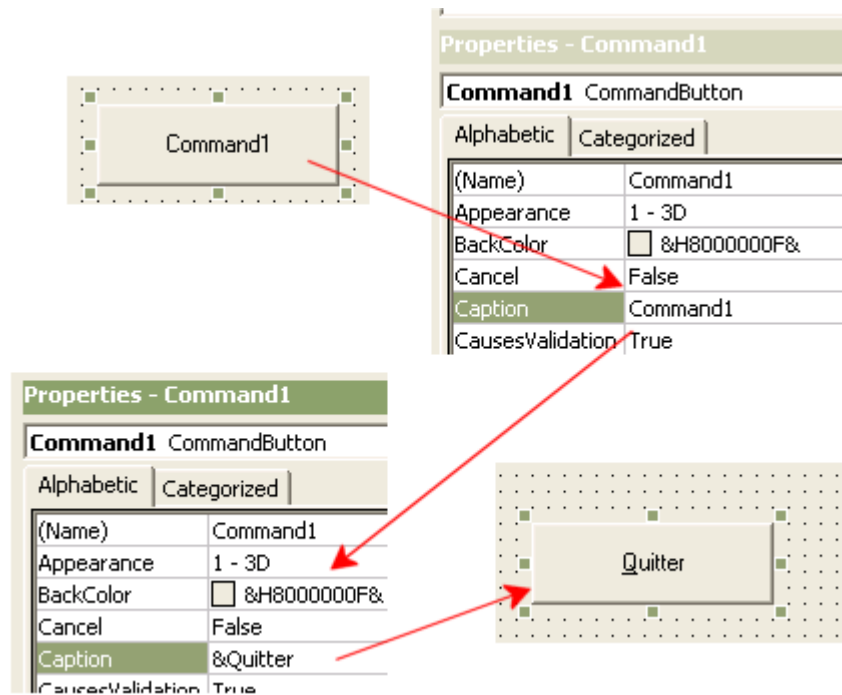 Command1
Properties - Command1
Command1 CommandButton
Alphabetic Categorized
(Name) Command1
Appearance 1 - 3D
BackColor &H8000000F&
Cancel False
Caption Command1
CausesValidation True
Properties - Command1
Command1 CommandButton
Alphabetic Categorized
(Name) Command1
Appearance 1 - 3D
BackColor &H8000000F&
Cancel False
Caption &Quitter
CausesValidation True
Quitter